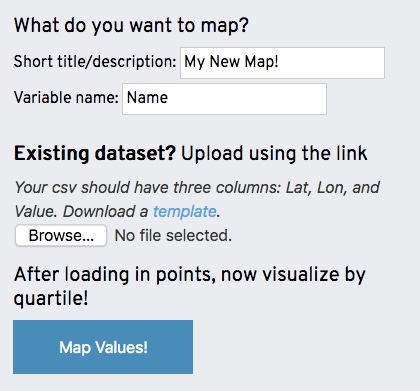 What do you want to map?
Short title/description: My New Map!
Variable name: Name
Existing dataset? Upload using the link
Your csv should have three columns: Lat, Lon, and
Value. Download a template.
Browse... No file selected.
After loading in points, now visualize by
quartile!
Map Values!